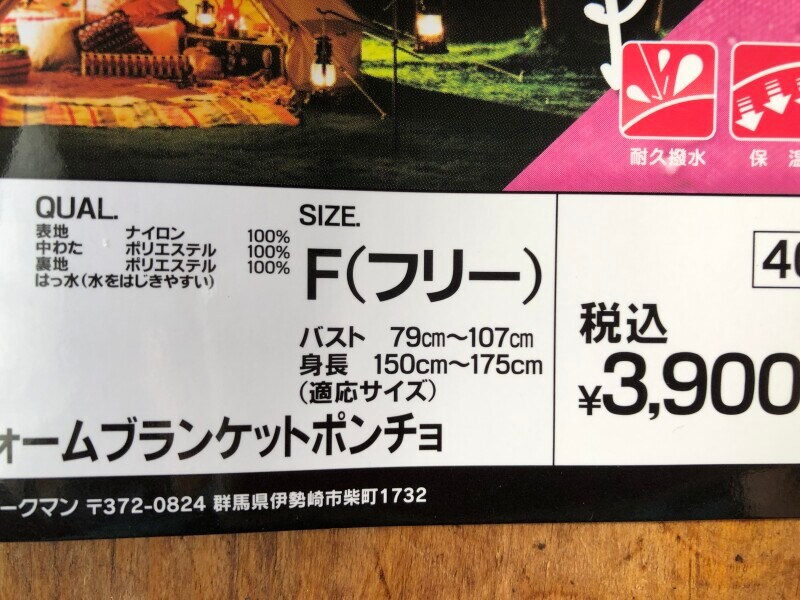 耐久撥水
保 温
QUAL.
表地 ナイロン 100%
中わた ポリエステル 100%
裏地 ポリエステル 100%
はっ水(水をはじきやすい)
SIZE.
F(フリー)
バスト 79cm～107cm
身長 150cm～175cm
(適応サイズ)
40
税込
¥3,900
ォームブランケットポンチョ
ークマン 〒372-0824 群馬県伊勢崎市柴町1732